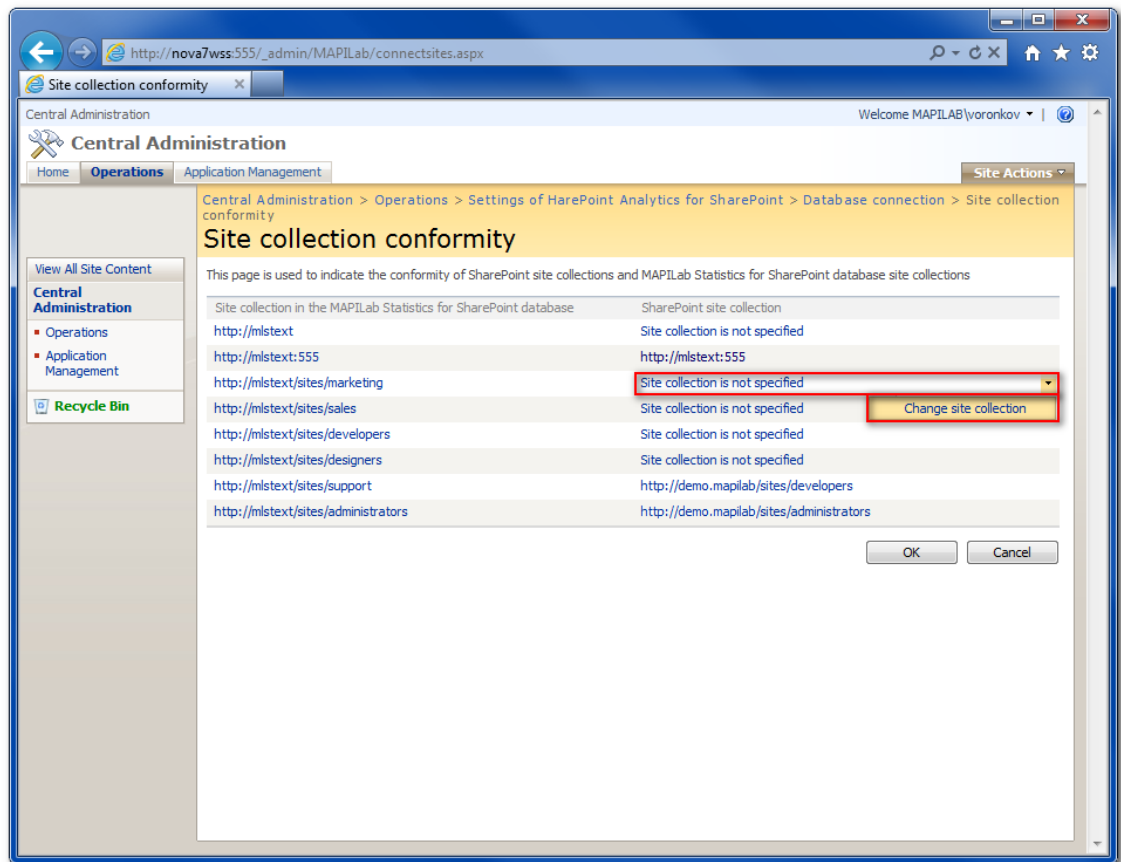 http://nova7wss:555/_admin/MAPILab/connectsites.aspx
Site collection conformity
Central Administration
Welcome MAPILAB\voronkov
Central Administration
Home Operations Application Management Site Actions
Central Administration > Operations > Settings of HarePoint Analytics for SharePoint > Database connection > Site collection
conformity
Site collection conformity
View All Site Content
Central
Administration
Operations
Application
Management
Recycle Bin
This page is used to indicate the conformity of SharePoint site collections and MAPILab Statistics for SharePoint database site collections
Site collection in the MAPILab Statistics for SharePoint database SharePoint site collection
http://mlstext Site collection is not specified
http://mlstext:555 http://mlstext:555
http://mlstext/sites/marketing Site collection is not specified
http://mlstext/sites/sales Site collection is not specified Change site collection
http://mlstext/sites/developers Site collection is not specified
http://mlstext/sites/designers Site collection is not specified
http://mlstext/sites/support http://demo.mapilab/sites/developers
http://mlstext/sites/administrators http://demo.mapilab/sites/administrators
OK Cancel